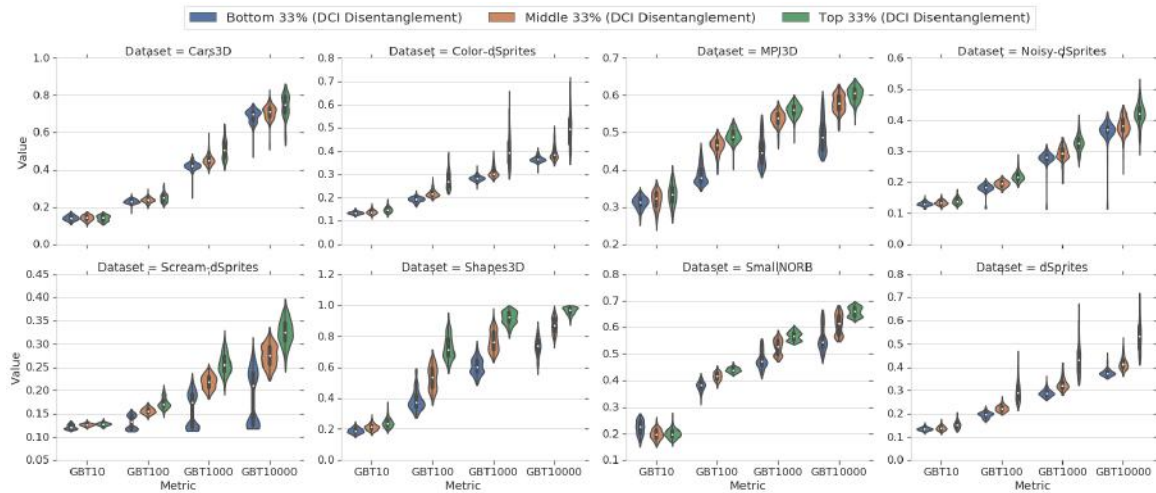 Bottom 33% (DCI Disentanglement) Middle 33% (DCI Disentanglement) Top 33% (DCI Disentanglement)
Dataset = Cars3D Dataset = Color-dSprites Dataset = MPI3D Dataset = Noisy-dSprites
1.0 0.8 0.6 0.4 0.2 0.0
Value
0.8 0.7 0.6 0.5 0.4 0.3 0.2 0.1 0.0
0.7 0.6 0.5 0.4 0.3 0.2
0.6 0.5 0.4 0.3 0.2 0.1 0.0
Dataset = Scream-dSprites Dataset = Shapes3D Dataset = SmallNORB Dataset = dSprites
0.45 0.40 0.35 0.30 0.25 0.20 0.15 0.10 0.05
Value
1.2 1.0 0.8 0.6 0.4 0.2 0.0
0.8 0.7 0.6 0.5 0.4 0.3 0.2 0.1
0.8 0.7 0.6 0.5 0.4 0.3 0.2 0.1 0.0
GBT10 GBT100 GBT1000 GBT10000 GBT10 GBT100 GBT1000 GBT10000 GBT10 GBT100 GBT1000 GBT10000 GBT10 GBT100 GBT1000 GBT10000
Metric Metric Metric Metric